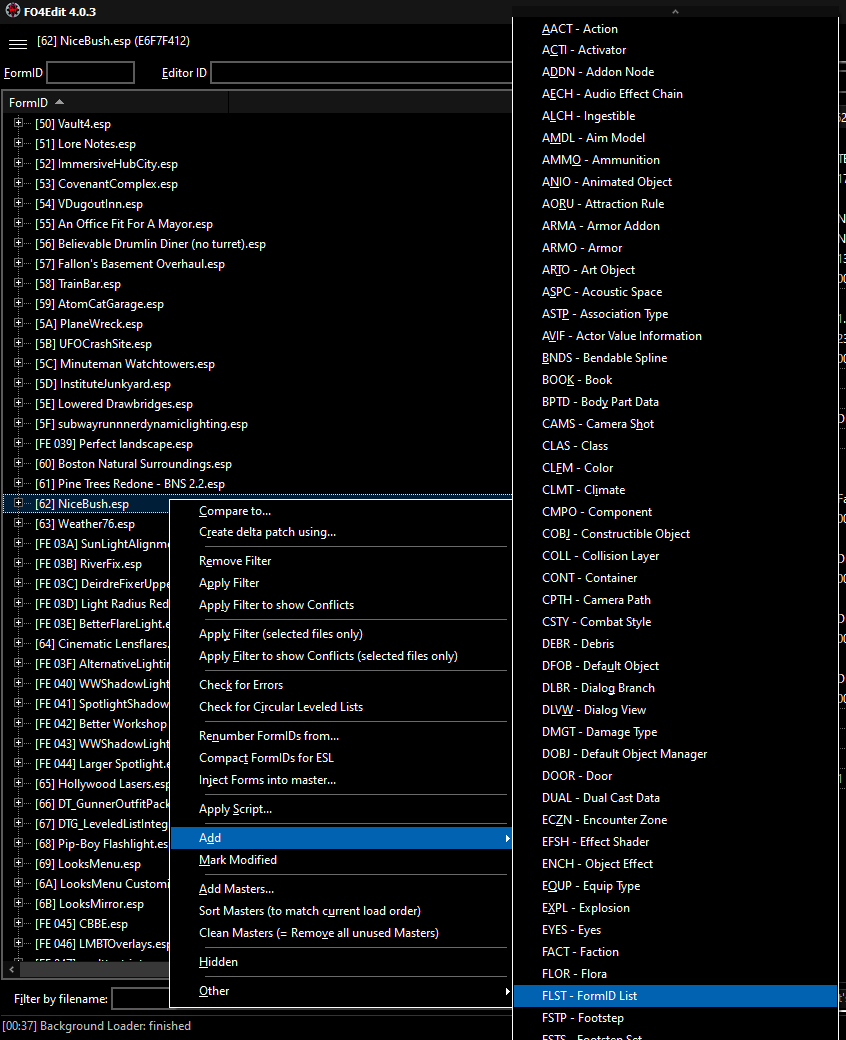 FO4Edit 4.0.3
[62] NiceBush.esp (E6F7F412)
FormID
Editor ID
FormID
[50] Vault4.esp
[51] Lore Notes.esp
[52] ImmersiveHubCity.esp
[53] CovenantComplex.esp
[54] VDugoutInn.esp
[55] An Office Fit For A Mayor.esp
[56] Believable Drumlin Diner (no turret).esp
[57] Fallon's Basement Overhaul.esp
[58] TrainBar.esp
[59] AtomCatGarage.esp
[5A] PlaneWreck.esp
[5B] UFOCrashSite.esp
[5C] Minuteman Watchtowers.esp
[5D] InstituteJunkyard.esp
[5E] Lowered Drawbridges.esp
[5F] subwayrunnnerdynamiclighting.esp
[FE 039] Perfect landscape.esp
[60] Boston Natural Surroundings.esp
[61] Pine Trees Redone - BNS 2.2.esp
[62] NiceBush.esp
[63] Weather76.esp
[FE 03A] SunLightAlignme
[FE 03B] RiverFix.esp
[FE 03C] DeirdreFixerUppe
[FE 03D] Light Radius Red
[FE 03E] BetterFlareLight.e
[64] Cinematic Lensflares.
[FE 03F] AlternativeLightin
[FE 040] WWShadowLight
[FE 041] SpotlightShadow
[FE 042] Better Workshop
[FE 043] WWShadowLight
[FE 044] Larger Spotlight.e
[65] Hollywood Lasers.esp
[66] DT_GunnerOutfitPack
[67] DTG_LeveledListInteg
[68] Pip-Boy Flashlight.es
[69] LooksMenu.esp
[6A] LooksMenu Customi
[6B] LooksMirror.esp
[FE 045] CBBE.esp
[FE 046] LMBTOverlays.esp
Filter by filename:
[00:37] Background Loader: finished
Compare to...
Create delta patch using...
Remove Filter
Apply Filter
Apply Filter to show Conflicts
Apply Filter (selected files only)
Apply Filter to show Conflicts (selected files only)
Check for Errors
Check for Circular Leveled Lists
Renumber FormIDs from...
Compact FormIDs for ESL
Inject Forms into master...
Apply Script...
Add
Mark Modified
Add Masters...
Sort Masters (to match current load order)
Clean Masters (= Remove all unused Masters)
Hidden
Other
AACT - Action
ACTI - Activator
ADDN - Addon Node
AECH - Audio Effect Chain
ALCH - Ingestible
AMDL - Aim Model
AMMO - Ammunition
ANIO - Animated Object
AORU - Attraction Rule
ARMA - Armor Addon
ARMO - Armor
ARTO - Art Object
ASPC - Acoustic Space
ASTP - Association Type
AVIF - Actor Value Information
BNDS - Bendable Spline
BOOK - Book
BPTD - Body Part Data
CAMS - Camera Shot
CLAS - Class
CLFM - Color
CLMT - Climate
CMPO - Component
COBJ - Constructible Object
COLL - Collision Layer
CONT - Container
CPTH - Camera Path
CSTY - Combat Style
DEBR - Debris
DFOB - Default Object
DLBR - Dialog Branch
DLVW - Dialog View
DMGT - Damage Type
DOBJ - Default Object Manager
DOOR - Door
DUAL - Dual Cast Data
ECZN - Encounter Zone
EFSH - Effect Shader
ENCH - Object Effect
EQUP - Equip Type
EXPL - Explosion
EYES - Eyes
FACT - Faction
FLOR - Flora
FLST - FormID List
FSTP - Footstep
FSTS - Footstep Set